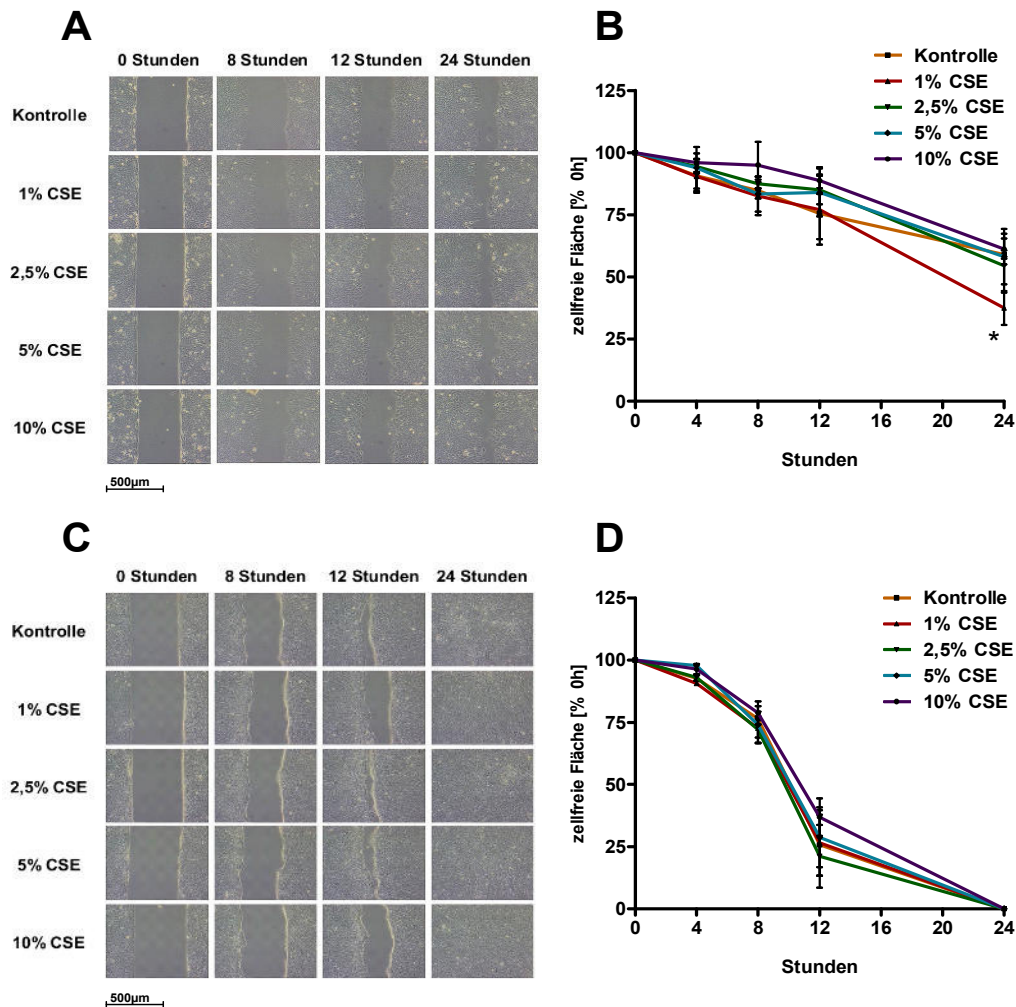 A
0 Stunden 8 Stunden 12 Stunden 24 Stunden
Kontrolle
1% CSE
2,5% CSE
5% CSE
10% CSE
500µm
B
Kontrolle
1% CSE
2,5% CSE
5% CSE
10% CSE
zellfreie Fläche [% 0h]
125
100
75
50
25
0
*
0 4 8 12 16 20 24
Stunden
C
0 Stunden 8 Stunden 12 Stunden 24 Stunden
Kontrolle
1% CSE
2,5% CSE
5% CSE
10% CSE
500µm
D
Kontrolle
1% CSE
2,5% CSE
5% CSE
10% CSE
zellfreie Fläche [% 0h]
125
100
75
50
25
0
0 4 8 12 16 20 24
Stunden